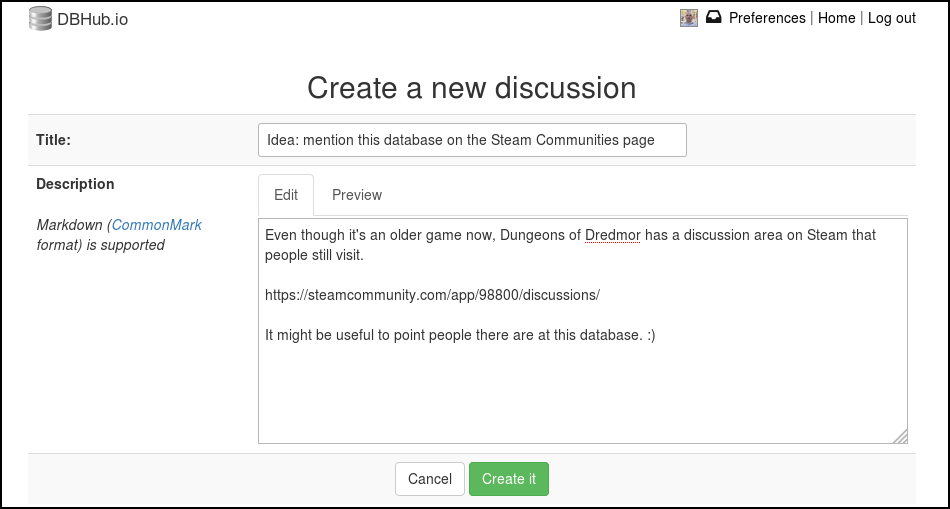 DBHub.io
Preferences | Home | Log out
Create a new discussion
Title:
Idea: mention this database on the Steam Communities page
Description
Markdown (CommonMark
format) is supported
Edit Preview
Even though it's an older game now, Dungeons of Dredmor has a discussion area on Steam that
people still visit.
https://steamcommunity.com/app/98800/discussions/
It might be useful to point people there are at this database. :)
Cancel Create it